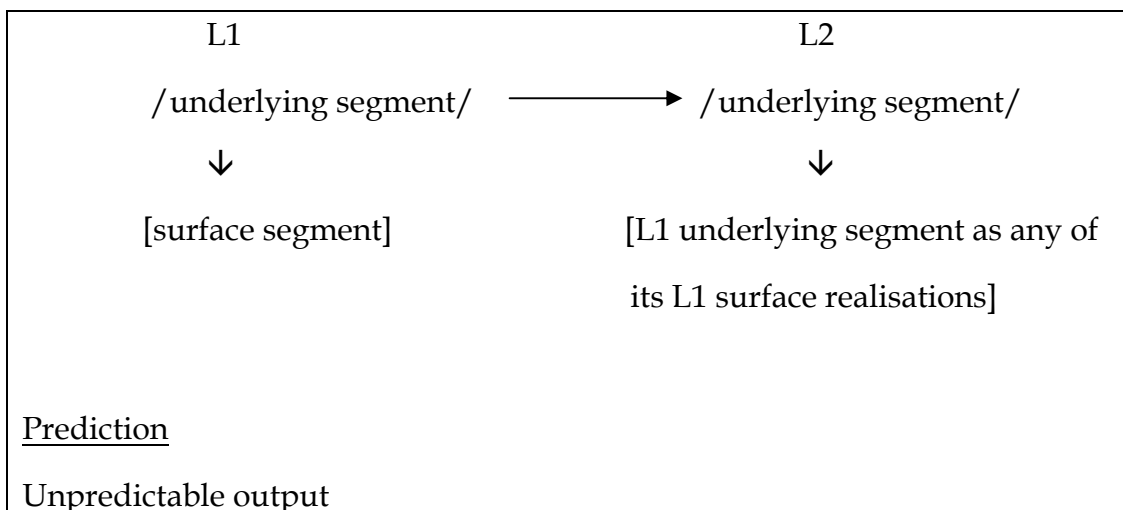 L1 L2
/underlying segment/ → /underlying segment/
↓ ↓
[surface segment] [L1 underlying segment as any of
its L1 surface realisations]
Prediction
Unpredictable output